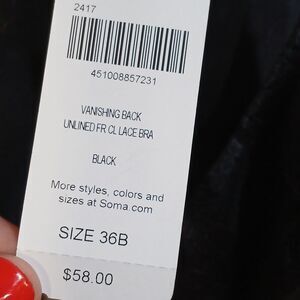 2417
451008857231
VANISHING BACK
UNLINED FR CL LACE BRA
BLACK
More styles, colors and
sizes at Soma.com
SIZE 36B
$58.00